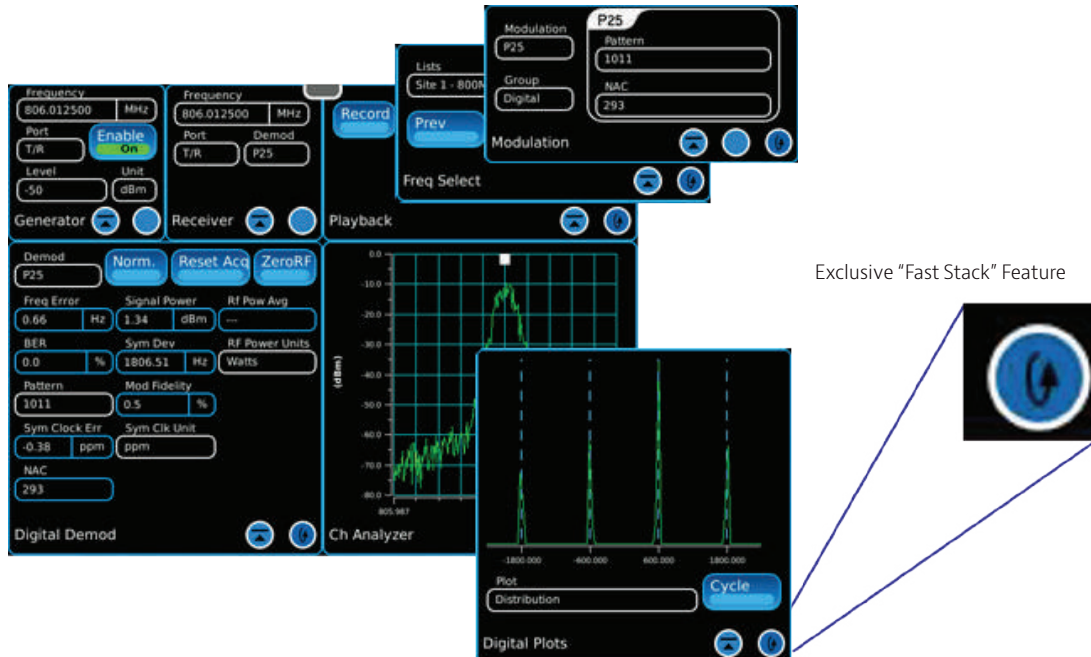 P25
Modulation
P25
Pattern
1011
Group
Digital
NAC
293
Modulation
Lists
Site 1 - 800M
Prev
Freq Select
Record
Playback
Frequency
806.012500 MHz
Port
T/R
Enable
On
Level Unit
-50 dBm
Generator
Frequency
806.012500 MHz
Port Demod
T/R P25
Receiver
Demod
P25
Norm. Reset Acq ZeroRF
Freq Error Signal Power Rf Pow Avg
0.66 Hz 1.34 dBm ---
BER Sym Dev RF Power Units
0.0 % 1806.51 Hz Watts
Pattern Mod Fidelity
1011 0.5 %
Sym Clock Err Sym Clk Unit
-0.38 ppm ppm
NAC
293
Digital Demod
0.0
-10.0
-20.0
-30.0
(dBm)
-40.0
-50.0
-60.0
-70.0
-80.0
805.987
Ch Analyzer
-1800.000 -600.000 600.000 1800.000
Plot
Distribution
Cycle
Digital Plots
Exclusive “Fast Stack” Feature